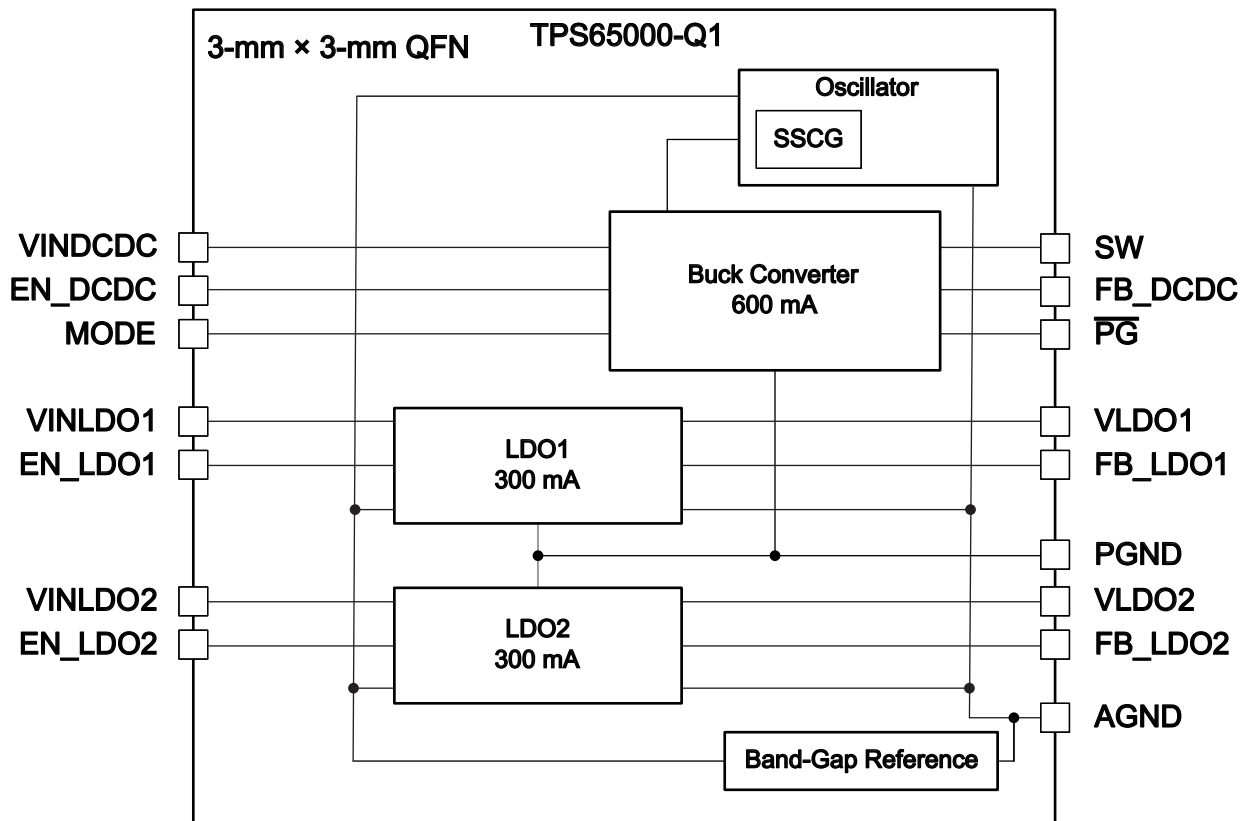 3-mm × 3-mm QFN
TPS65000-Q1
Oscillator
SSCG
VINDCDC
EN_DCDC
MODE
Buck Converter
600 mA
SW
FB_DCDC
P̅G̅
VINLDO1
EN_LDO1
LDO1
300 mA
VLDO1
FB_LDO1
PGND
VINLDO2
EN_LDO2
LDO2
300 mA
VLDO2
FB_LDO2
AGND
Band-Gap Reference